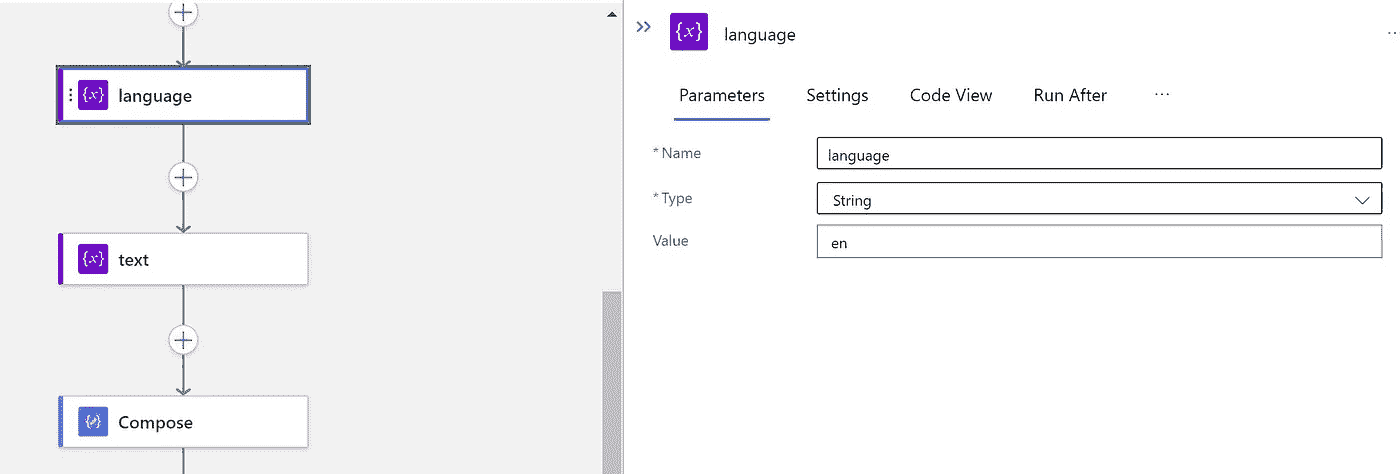 language
text
Compose
language
Parameters Settings Code View Run After ...
* Name language
* Type String
Value en